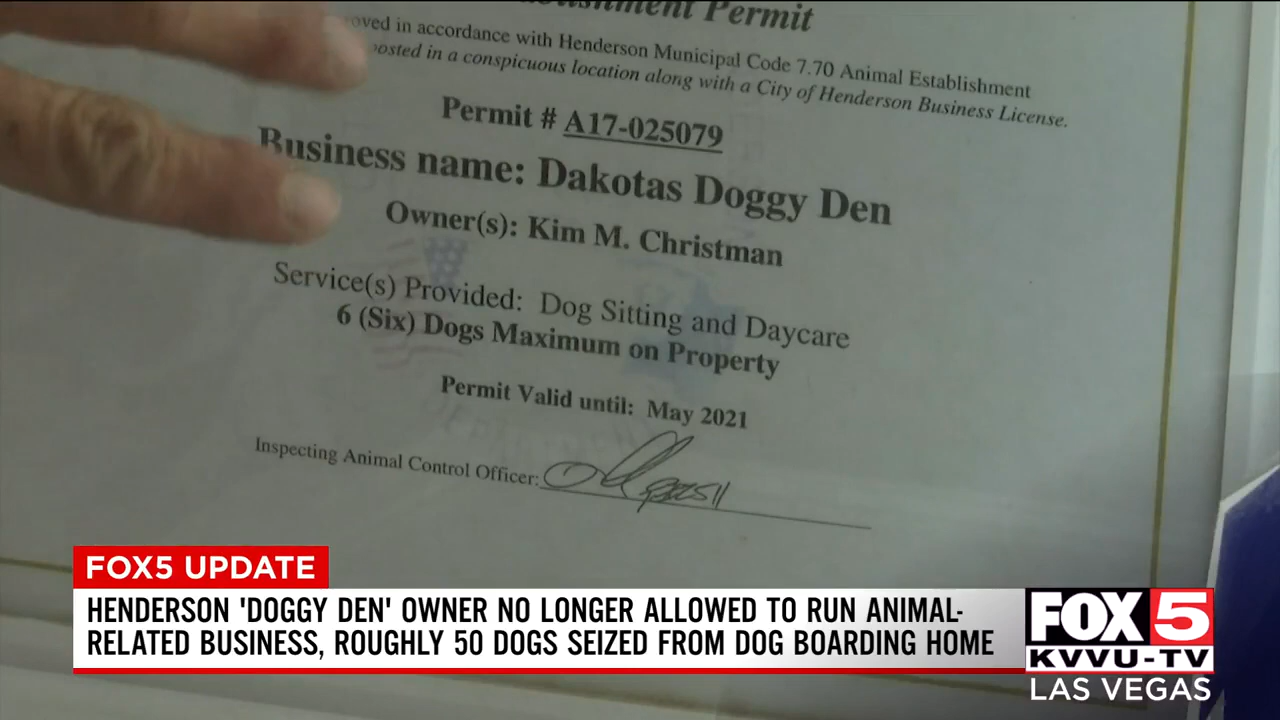 Permit
in accordance with Henderson Municipal Code 7.70 Animal Establishment
in a conspicuous location along with a City of Henderson Business License.
Permit # A17-025079
Business name: Dakotas Doggy Den
Owner(s): Kim M. Christman
Service(s) Provided: Dog Sitting and Daycare
6 (Six) Dogs Maximum on Property
Permit Valid until: May 2021
Inspecting Animal Control Officer:
FOX5 UPDATE
HENDERSON 'DOGGY DEN' OWNER NO LONGER ALLOWED TO RUN ANIMAL-
RELATED BUSINESS, ROUGHLY 50 DOGS SEIZED FROM DOG BOARDING HOME
FOX 5
KVVU-TV
LAS VEGAS